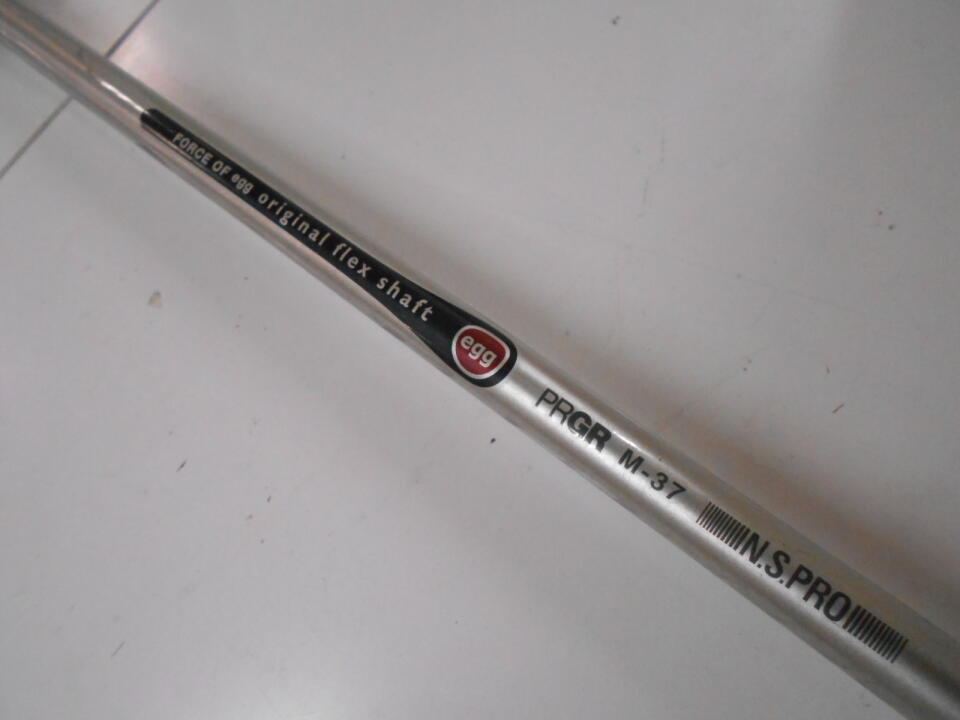 FORCE OF egg original flex shaft
egg
PRGR M-37
N.S.PRO